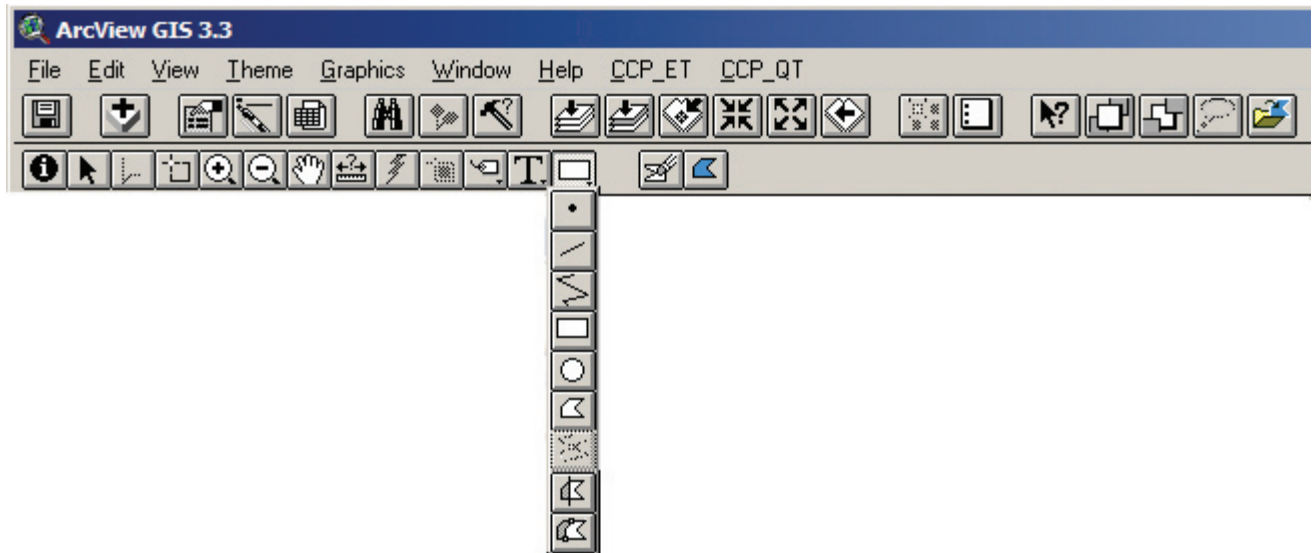 ArcView GIS 3.3
File Edit View Theme Graphics Window Help CCP_ET CCP_QT
T